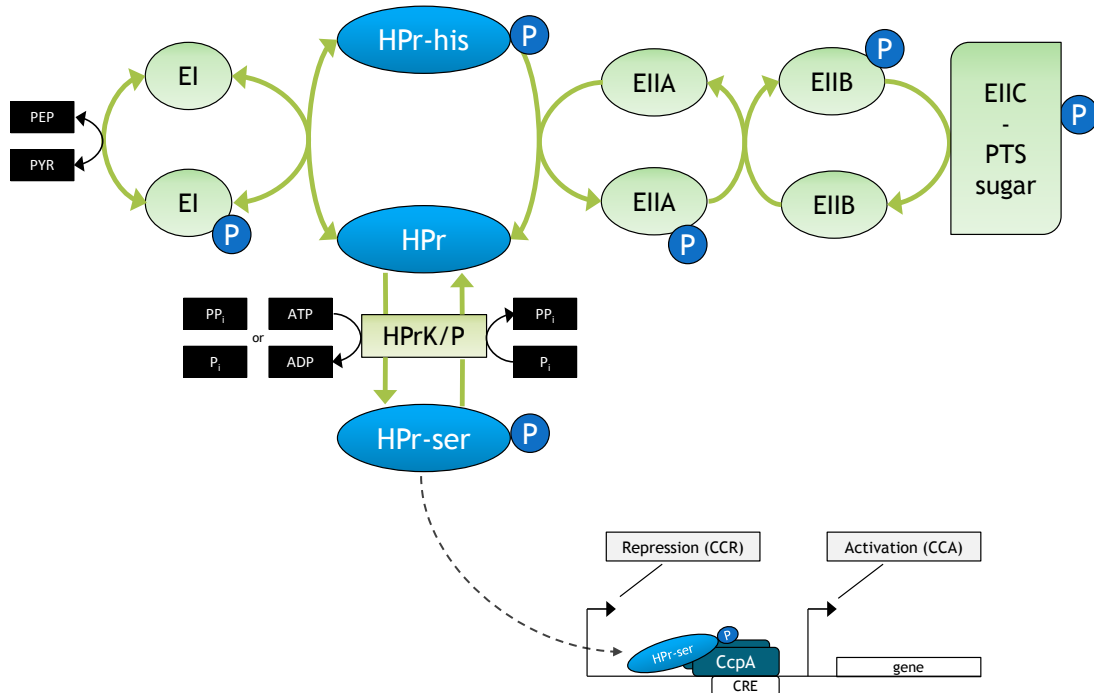 HPr-his
P
EI
EIIA
EIIB
P
EIIC
-
PTS
sugar
P
PEP
PYR
EI
P
HPr
EIIA
P
EIIB
PPi
or
ATP
Pi
ADP
HPrK/P
PPi
Pi
HPr-ser
P
Repression (CCR)
Activation (CCA)
HPr-ser
P
CcpA
CRE
gene